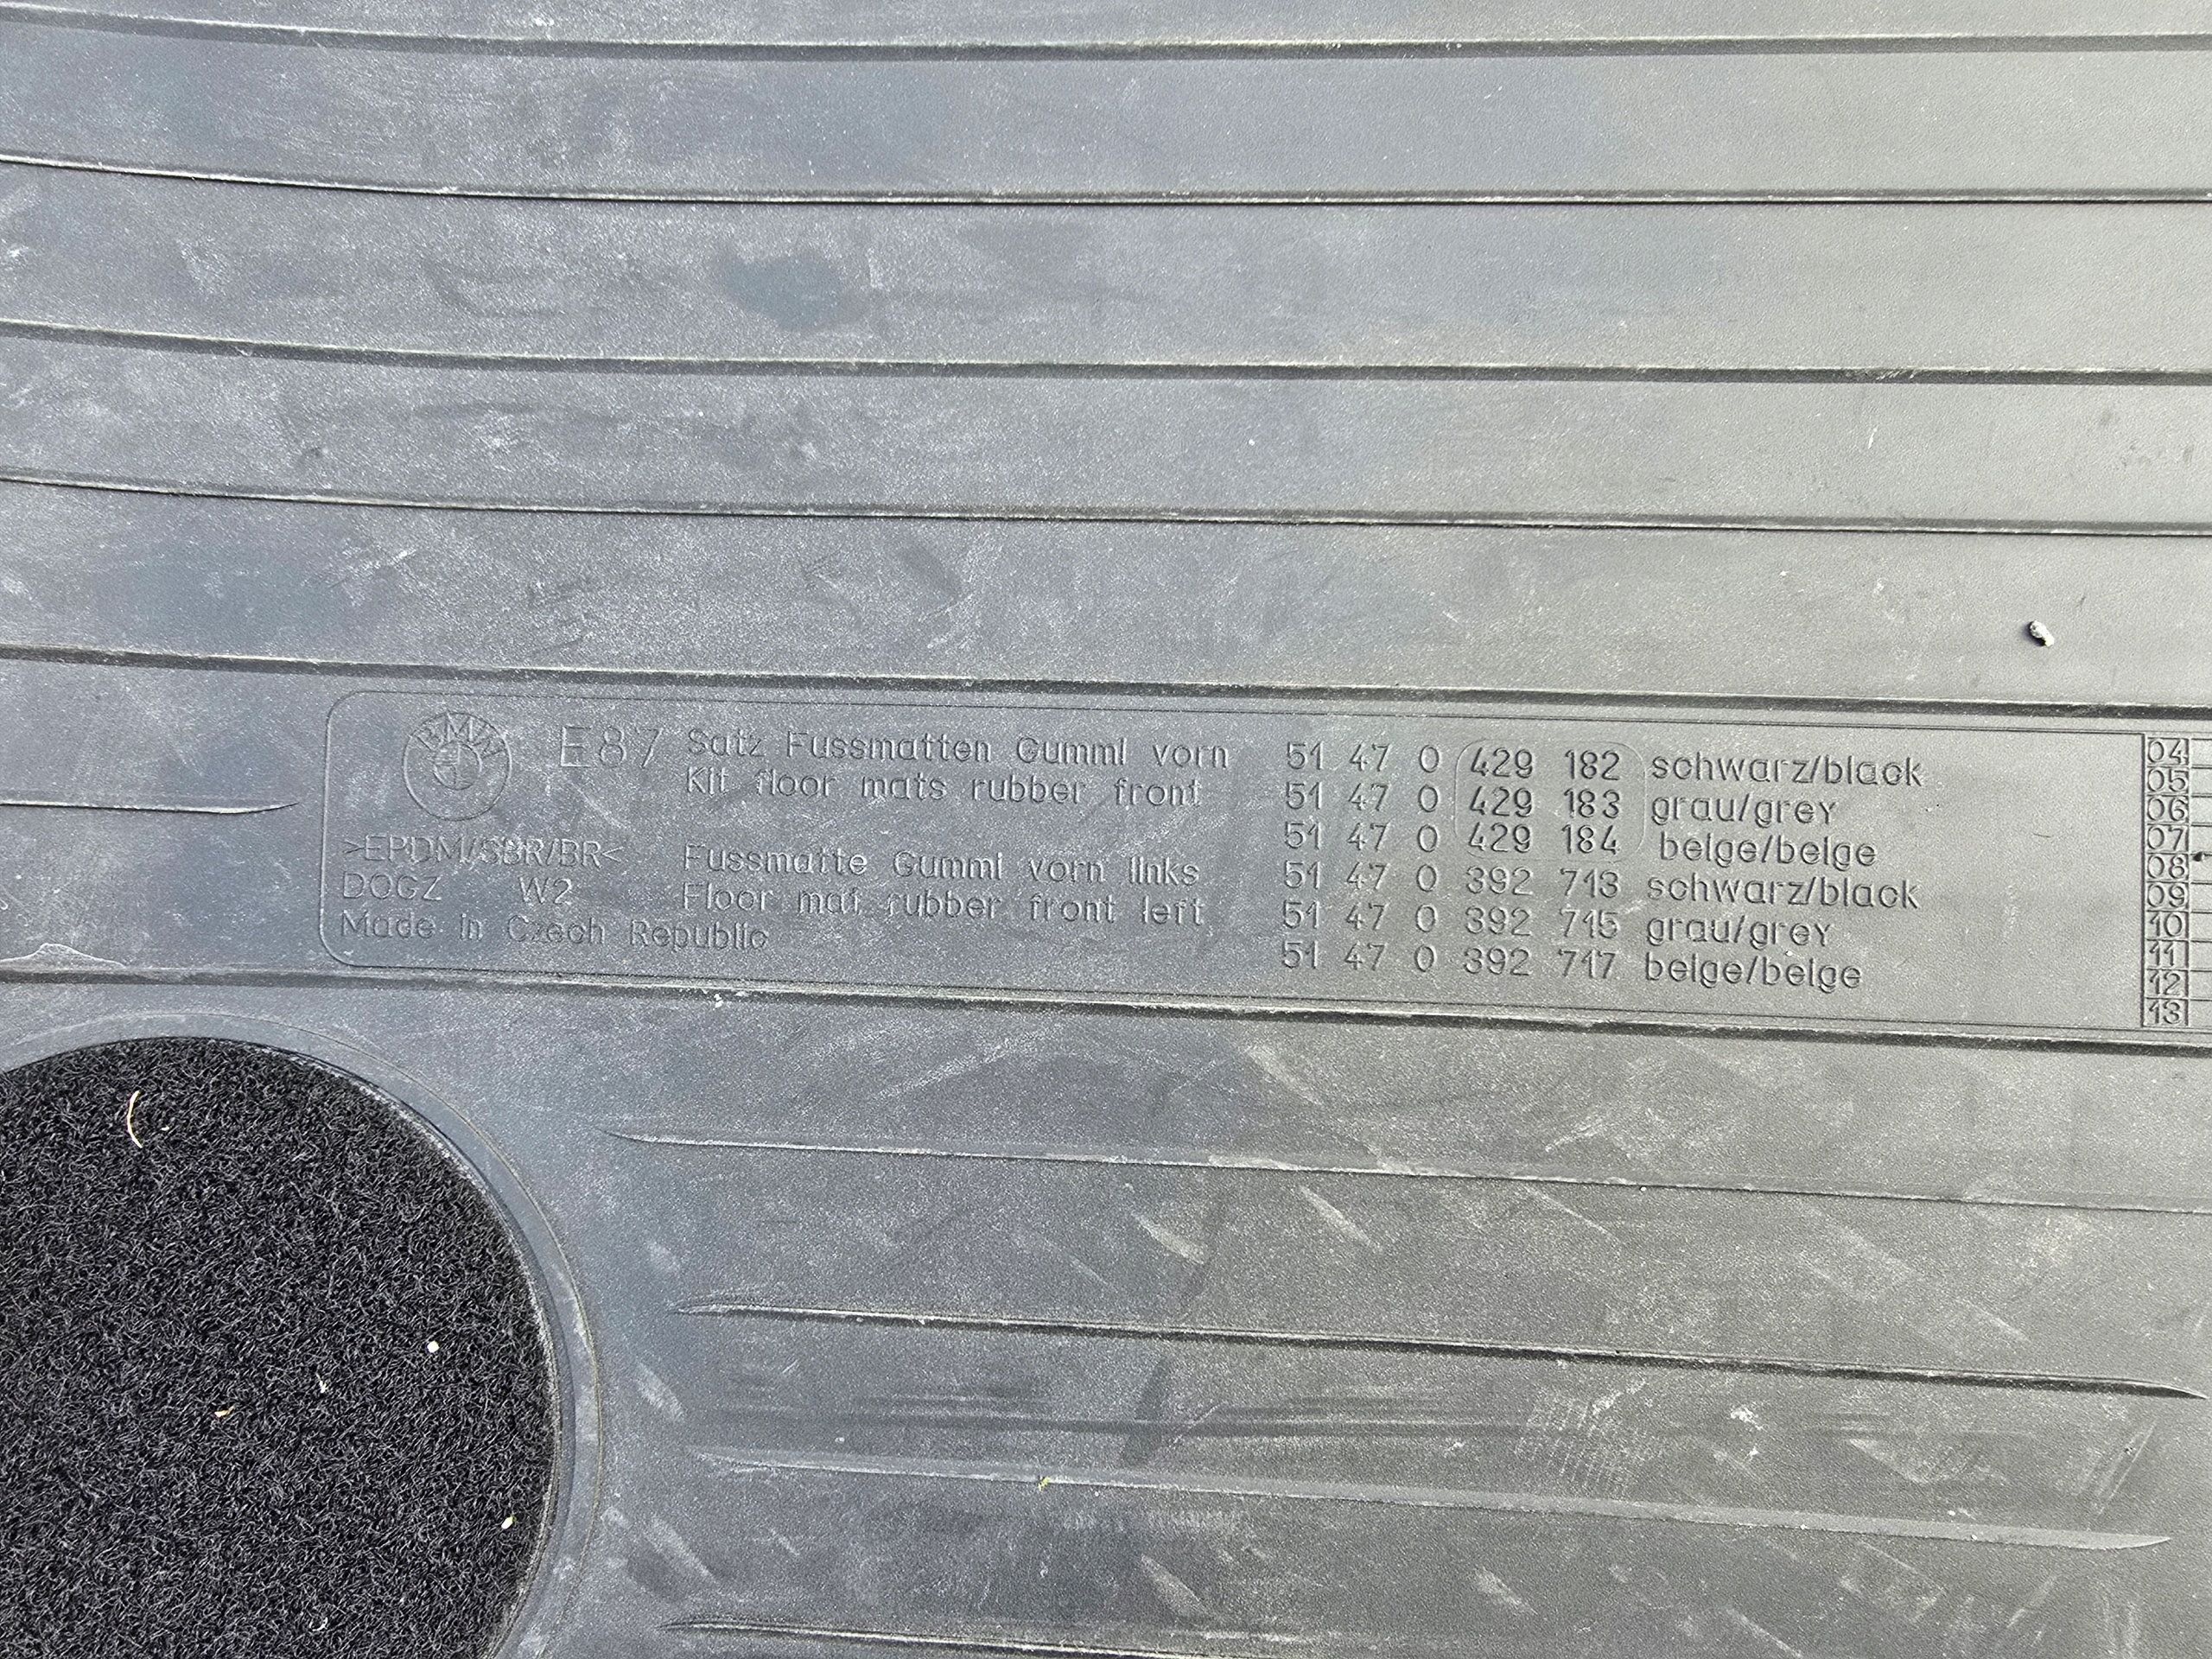 BMW
E87
Satz Fussmatten Gummi vorn
Kit floor mats rubber front
>EPDM/SBR/BR<
DOGZ W2
Made in Czech Republic
Fussmatte Gummi vorn links
Floor mat rubber front left
51 47 0 429 182 schwarz/black
51 47 0 429 183 grau/grey
51 47 0 429 184 beige/beige
51 47 0 392 713 schwarz/black
51 47 0 392 715 grau/grey
51 47 0 392 717 beige/beige
04
05
06
07
08
09
10
11
12
13